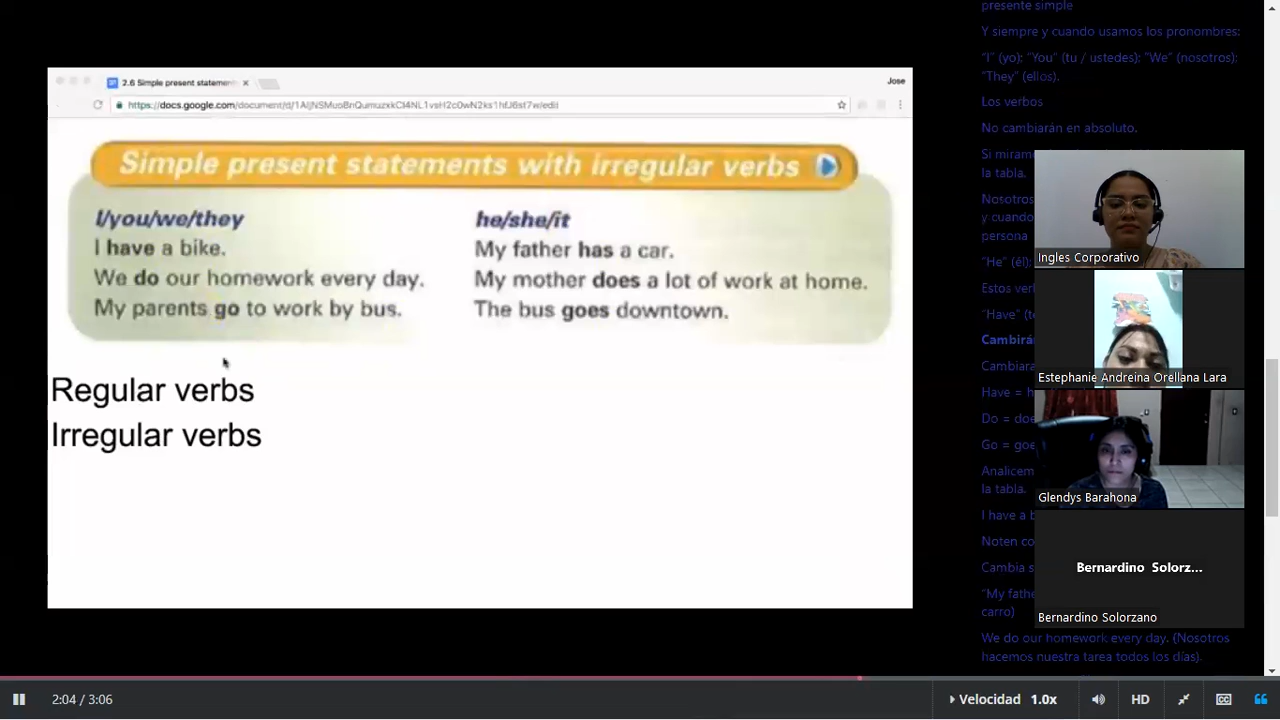 2.6 Simple present statement
Jose
https://docs.google.com/document/d/
Simple present statements with irregular verbs
I/you/we/they
I have a bike.
We do our homework every day.
My parents go to work by bus.
he/she/it
My father has a car.
My mother does a lot of work at home.
The bus goes downtown.
Regular verbs
Irregular verbs
presente simple
Y siempre y cuando usamos los pronombres:
"I" (yo); "You" (tu / ustedes); "We" (nosotros);
"They" (ellos).
Los verbos
No cambiarán en absoluto.
Si miram
la tabla.
Nosotros
y cuando
persona
"He" (él);
Estos ver
"Have" (t
Cambirá
Cambiara
Have = h
Do = doe
Go = goe
Analicem
la tabla.
I have a b
Noten co
Cambia s
"My fathe
carro)
We do our homework every day. (Nosotros
hacemos nuestra tarea todos los días).
Ingles Corporativo
Estephanie Andreina Orellana Lara
Glendys Barahona
Bernardino Solorz...
Bernardino Solorzano
2:04 / 3:06
Velocidad 1.0x
HD